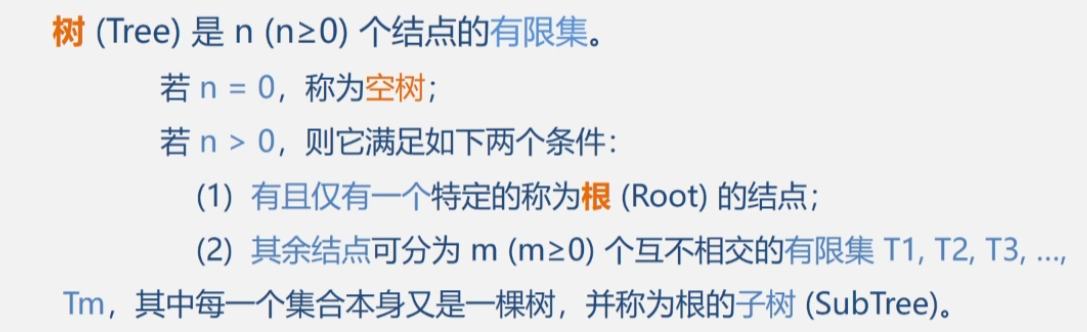 树 (Tree) 是 n (n≥0) 个结点的有限集。
若 n = 0，称为空树；
若 n > 0，则它满足如下两个条件：
(1) 有且仅有一个特定的称为根 (Root) 的结点；
(2) 其余结点可分为 m (m≥0) 个互不相交的有限集 T1, T2, T3, …,
Tm，其中每一个集合本身又是一棵树，并称为根的子树 (SubTree)。